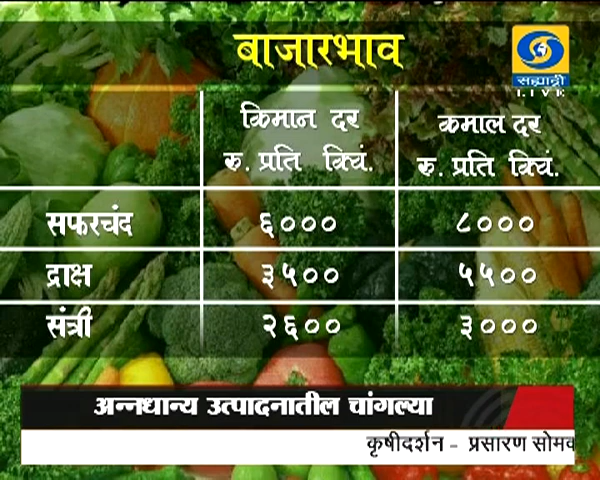 बाजारभाव
सह्याद्री
LIVE
किमान दर
रु. प्रति क्विं.
कमाल दर
रु. प्रति क्विं.
सफरचंद ६००० ८०००
द्राक्ष ३५०० ५५००
संत्री २६०० ३०००
अन्नधान्य उत्पादनातील चांगल्या
कृषीदर्शन - प्रसारण सोमव